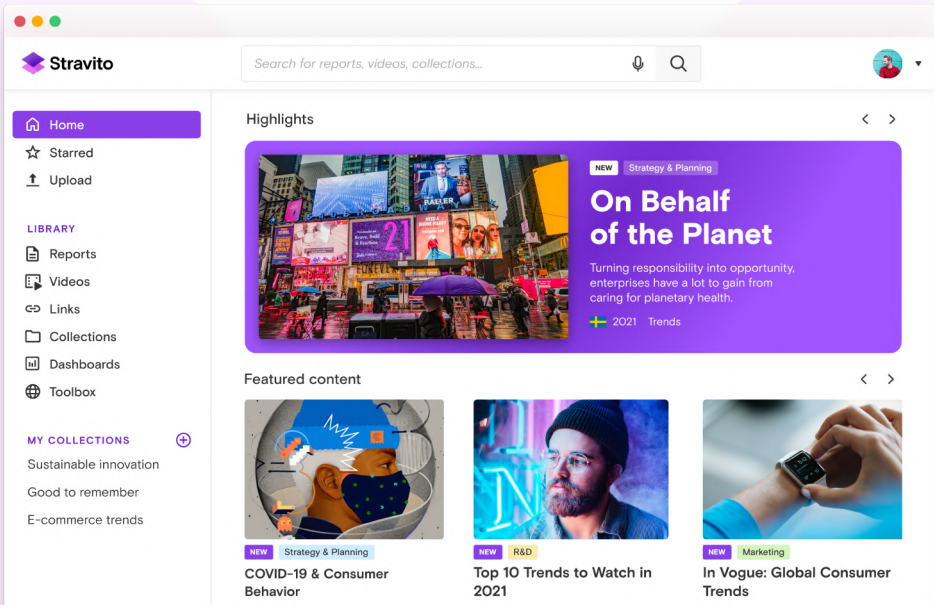 Stravito
Search for reports, videos, collections...
Home
Starred
Upload
LIBRARY
Reports
Videos
Links
Collections
Dashboards
Toolbox
MY COLLECTIONS
Sustainable innovation
Good to remember
E-commerce trends
Highlights
21
NEW Strategy & Planning
On Behalf
of the Planet
Turning responsibility into opportunity,
enterprises have a lot to gain from
caring for planetary health.
2021 Trends
Featured content
NEW Strategy & Planning
COVID-19 & Consumer
Behavior
NEW R&D
Top 10 Trends to Watch in
2021
NEW Marketing
In Vogue: Global Consumer
Trends